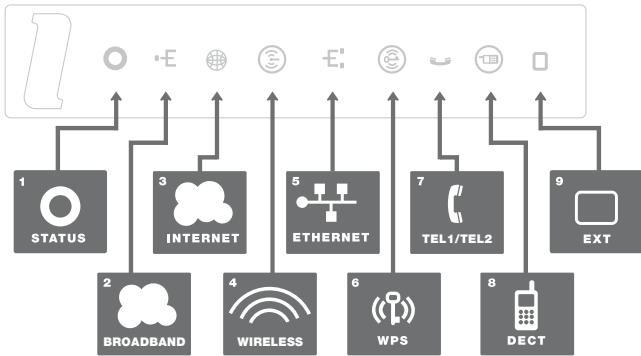 1
STATUS
2
BROADBAND
3
INTERNET
4
WIRELESS
5
ETHERNET
6
WPS
7
TEL1/TEL2
8
DECT
9
EXT